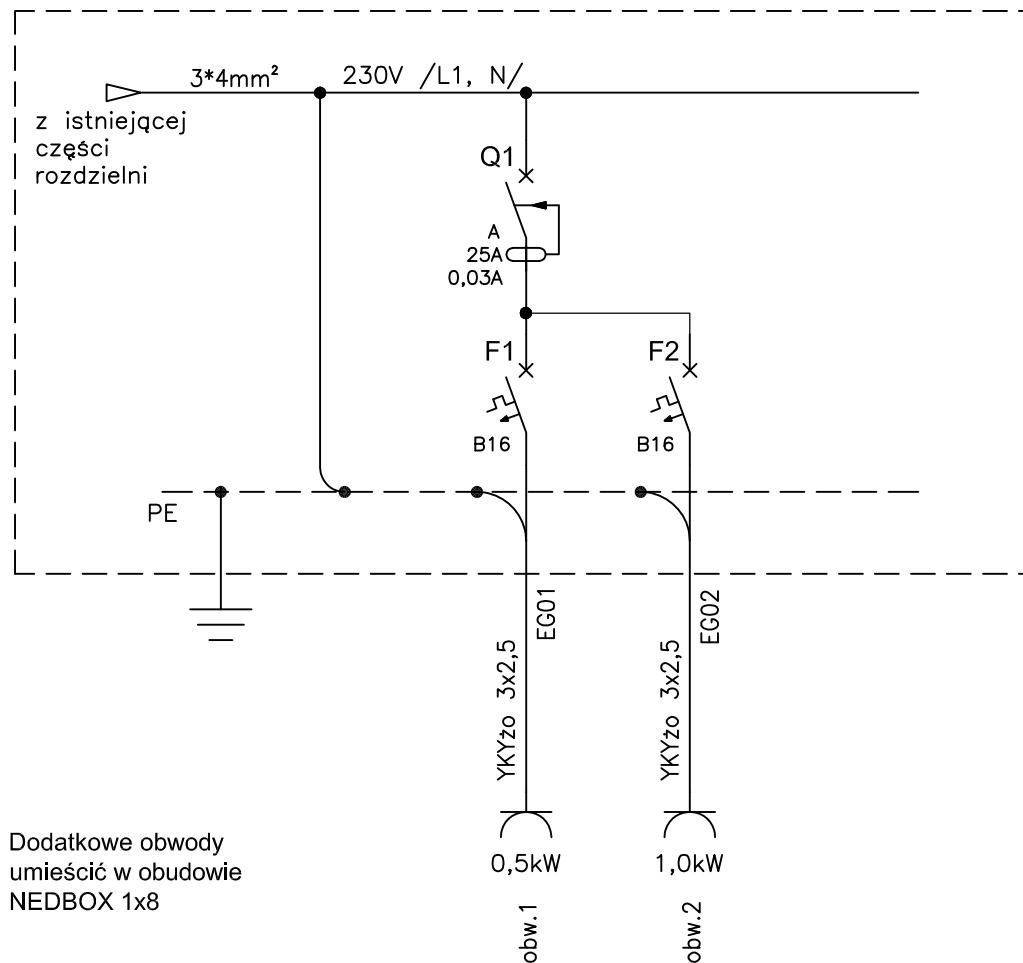 3*4mm²
230V /L1, N/
z istniejącej
części
rozdzielni
Q1
A
25A
0,03A
F1
F2
B16
B16
PE
EG01
EG02
YKYżo 3x2,5
YKYżo 3x2,5
Dodatkowe obwody
umieścić w obudowie
NEDBOX 1x8
0,5kW
1,0kW
obw.1
obw.2